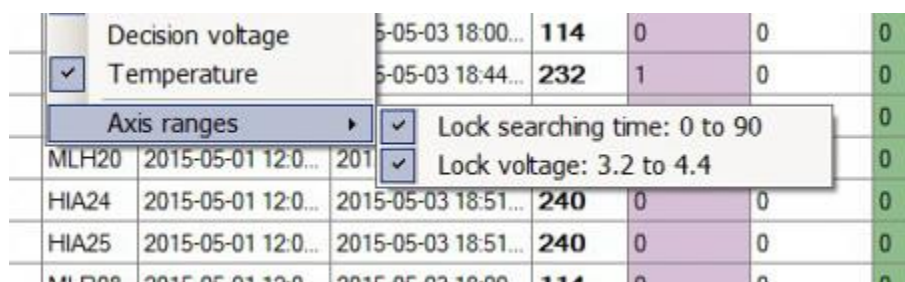 Decision voltage 5-05-03 18:00... 114 0 0 0
Temperature 5-05-03 18:44... 232 1 0 0
Axis ranges Lock searching time: 0 to 90 0
MLH20 2015-05-01 12:0... 201 Lock voltage: 3.2 to 4.4 0
HIA24 2015-05-01 12:0... 2015-05-03 18:51... 240 0 0 0
HIA25 2015-05-01 12:0... 2015-05-03 18:51... 240 0 0 0